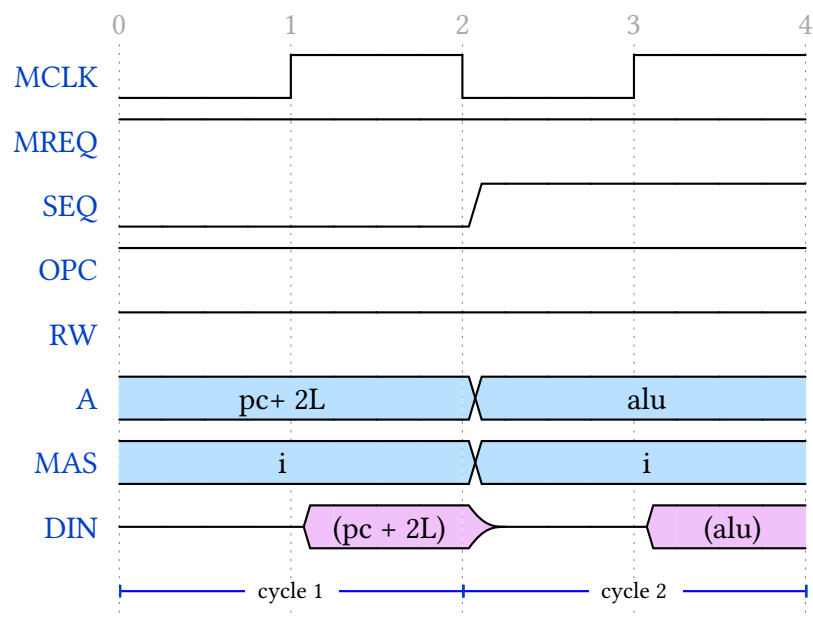 0 1 2 3 4
MCLK
MREQ
SEQ
OPC
RW
A pc+ 2L alu
MAS i i
DIN (pc + 2L) (alu)
cycle 1 cycle 2